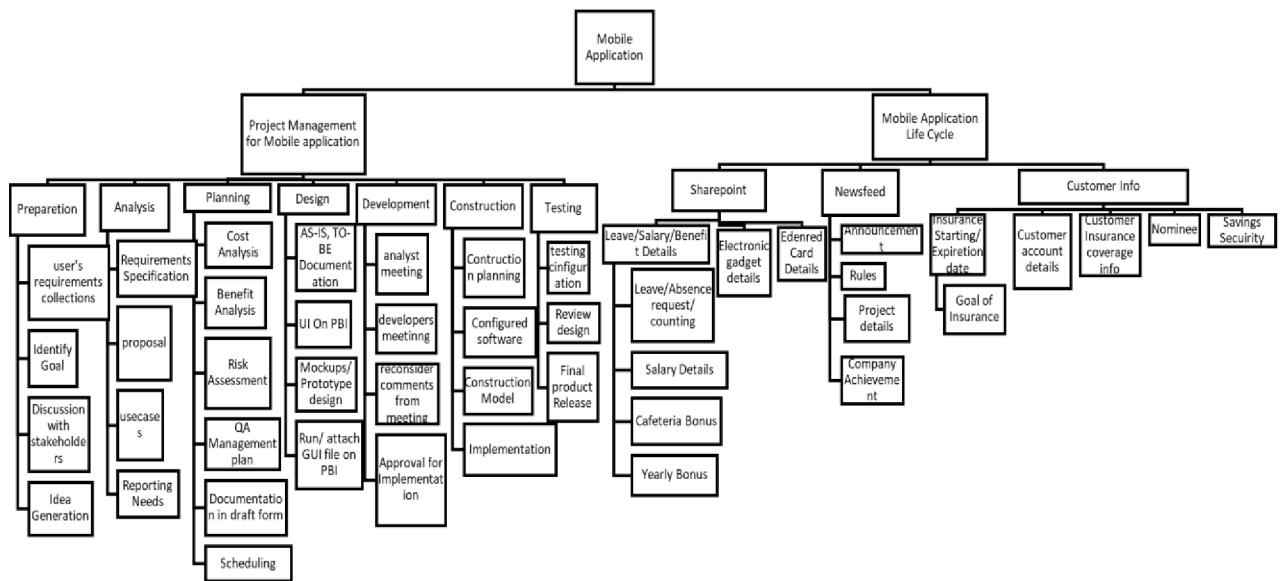 Mobile
Application
Project Management
for Mobile application
Mobile Application
Life Cycle
Preparetion
Analysis
Planning
Design
Development
Construction
Testing
Sharepoint
Newsfeed
Customer Info
user's
requirements
collections
Identify
Goal
Discussion
with
stakeholde
rs
Idea
Generation
Requirements
Specification
proposal
usecase
s
Reporting
Needs
Cost
Analysis
Benefit
Analysis
Risk
Assessment
QA
Management
plan
Documentatio
n in draft form
Scheduling
AS-IS, TO-
BE
Document
ation
UI On PBI
Mockups/
Prototype
design
Run/ attach
GUI file on
PBI
analyst
meeting
developers
meetinng
reconsider
comments
from
meeting
Approval for
Implementat
ion
Contructio
n planning
Configured
software
Construction
Model
Implementation
testing
cinfigur
ation
Review
design
Final
product
Release
Leave/Salary/Benefi
t Details
Leave/Absence
request/
counting
Salary Details
Cafeteria Bonus
Yearly Bonus
Electronic
gadget
details
Edenred
Card
Details
Announcemen
t
Rules
Project
details
Company
Achieveme
nt
Insurance
Starting/
Expiretion
date
Goal of
Insurance
Customer
account
details
Customer
Insurance
coverage
info
Nominee
Savings
Secuirity